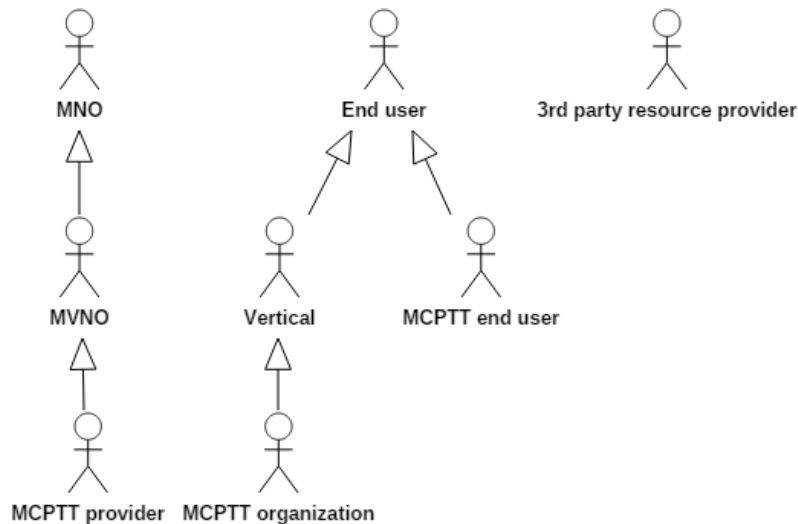 MNO
End user
3rd party resource provider
MVNO
Vertical
MCPTT end user
MCPTT provider
MCPTT organization